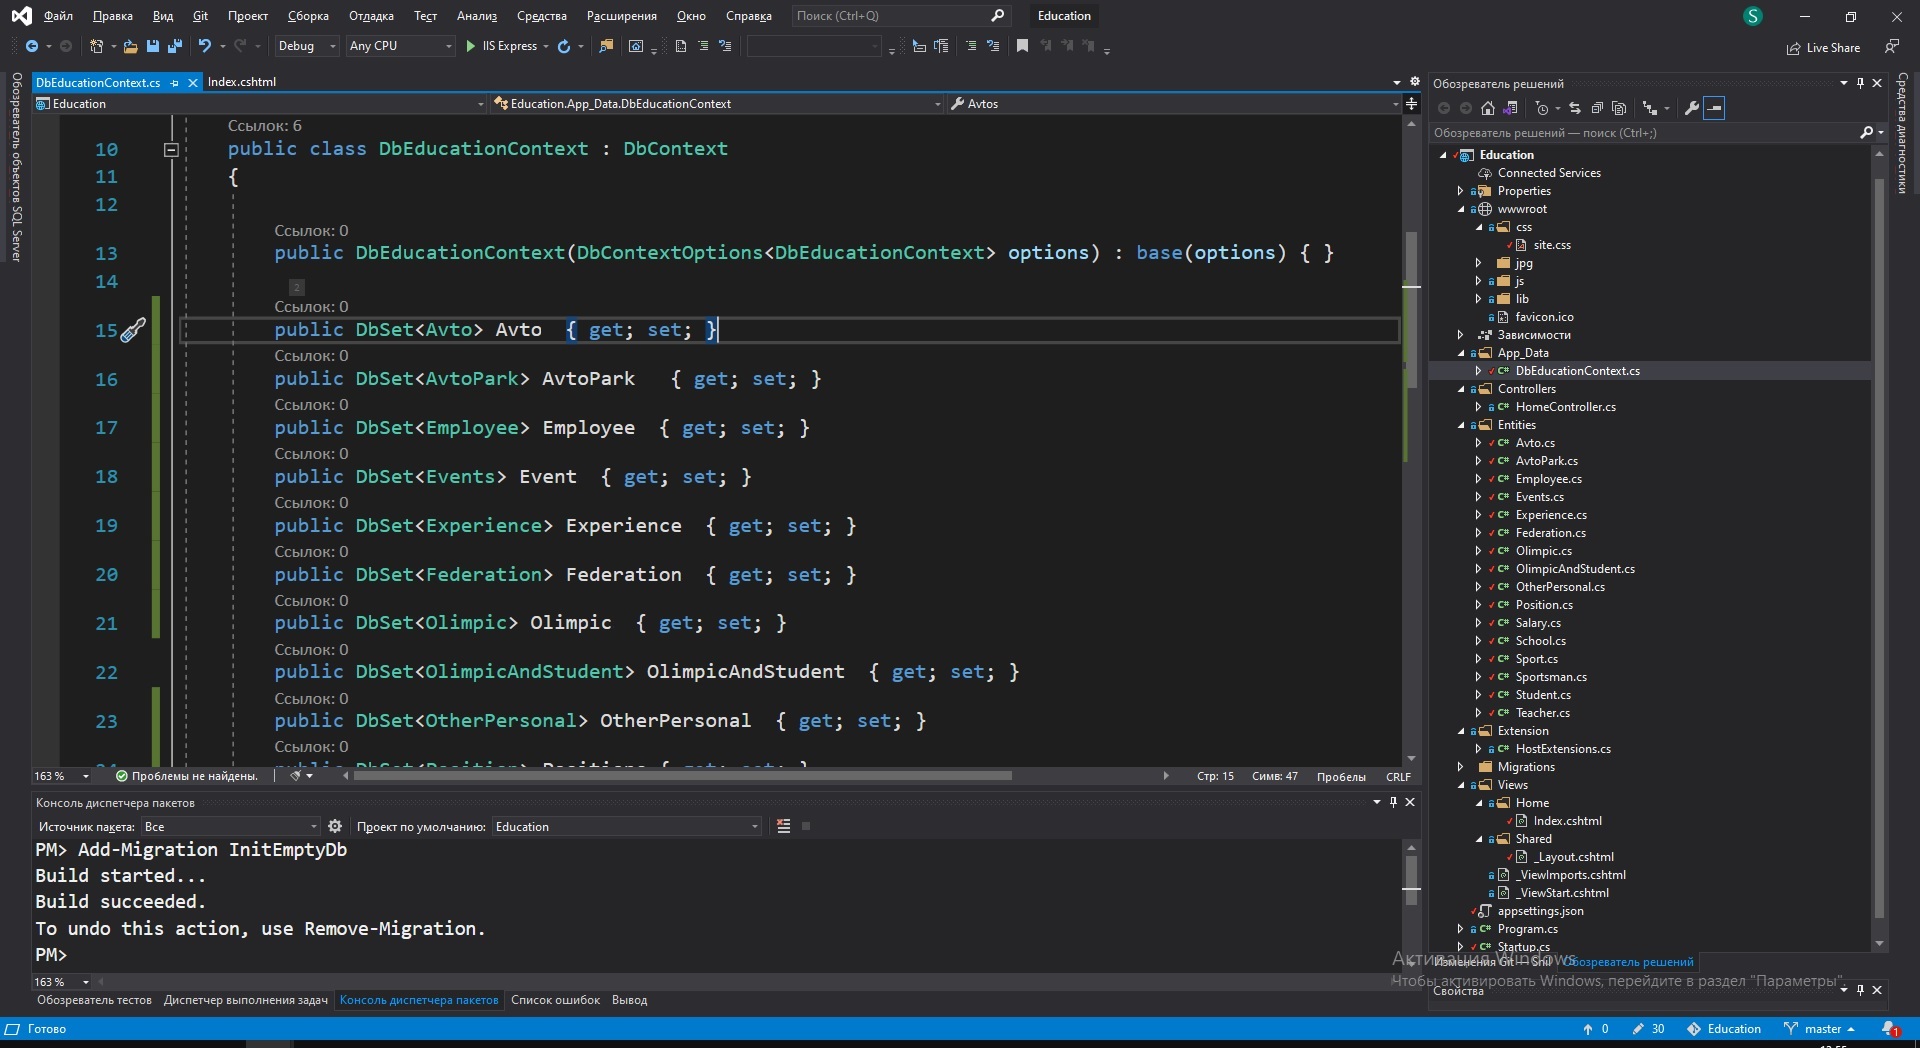 Файл Правка Вид Git Проект Сборка Отладка Тест Анализ Средства Расширения Окно Справка Поиск (Ctrl+Q) Education S
Debug Any CPU IIS Express Live Share
Обозреватель объектов SQL Server
DbEducationContext.cs Index.cshtml
Education Education.App_Data.DbEducationContext Avtos
Ссылок: 6
10 public class DbEducationContext : DbContext
11 {
12
Ссылок: 0
13 public DbEducationContext(DbContextOptions<DbEducationContext> options) : base(options) { }
14
2
Ссылок: 0
15 public DbSet<Avto> Avto { get; set; }
Ссылок: 0
16 public DbSet<AvtoPark> AvtoPark { get; set; }
Ссылок: 0
17 public DbSet<Employee> Employee { get; set; }
Ссылок: 0
18 public DbSet<Events> Event { get; set; }
Ссылок: 0
19 public DbSet<Experience> Experience { get; set; }
Ссылок: 0
20 public DbSet<Federation> Federation { get; set; }
Ссылок: 0
21 public DbSet<Olimpic> Olimpic { get; set; }
Ссылок: 0
22 public DbSet<OlimpicAndStudent> OlimpicAndStudent { get; set; }
Ссылок: 0
23 public DbSet<OtherPersonal> OtherPersonal { get; set; }
Ссылок: 0
163 % Проблемы не найдены. Стр: 15 Симв: 47 Пробелы CRLF
Консоль диспетчера пакетов
Источник пакета: Все Проект по умолчанию: Education
PM> Add-Migration InitEmptyDb
Build started...
Build succeeded.
To undo this action, use Remove-Migration.
PM>
163 %
Обозреватель тестов Диспетчер выполнения задач Консоль диспетчера пакетов Список ошибок Вывод
Обозреватель решений
Обозреватель решений — поиск (Ctrl+;)
Education
Connected Services
Properties
wwwroot
css
site.css
jpg
js
lib
favicon.ico
Зависимости
App_Data
DbEducationContext.cs
Controllers
HomeController.cs
Entities
Avto.cs
AvtoPark.cs
Employee.cs
Events.cs
Experience.cs
Federation.cs
Olimpic.cs
OlimpicAndStudent.cs
OtherPersonal.cs
Position.cs
Salary.cs
School.cs
Sport.cs
Sportsman.cs
Student.cs
Teacher.cs
Extension
HostExtensions.cs
Migrations
Views
Home
Index.cshtml
Shared
_Layout.cshtml
_ViewImports.cshtml
_ViewStart.cshtml
appsettings.json
Program.cs
Startup.cs
Изменения Git — Snil Обозреватель решений
Активация Windows
Чтобы активировать Windows, перейдите в раздел "Параметры".
Свойства
Средства диагностики
Готово 0 30 Education master 1